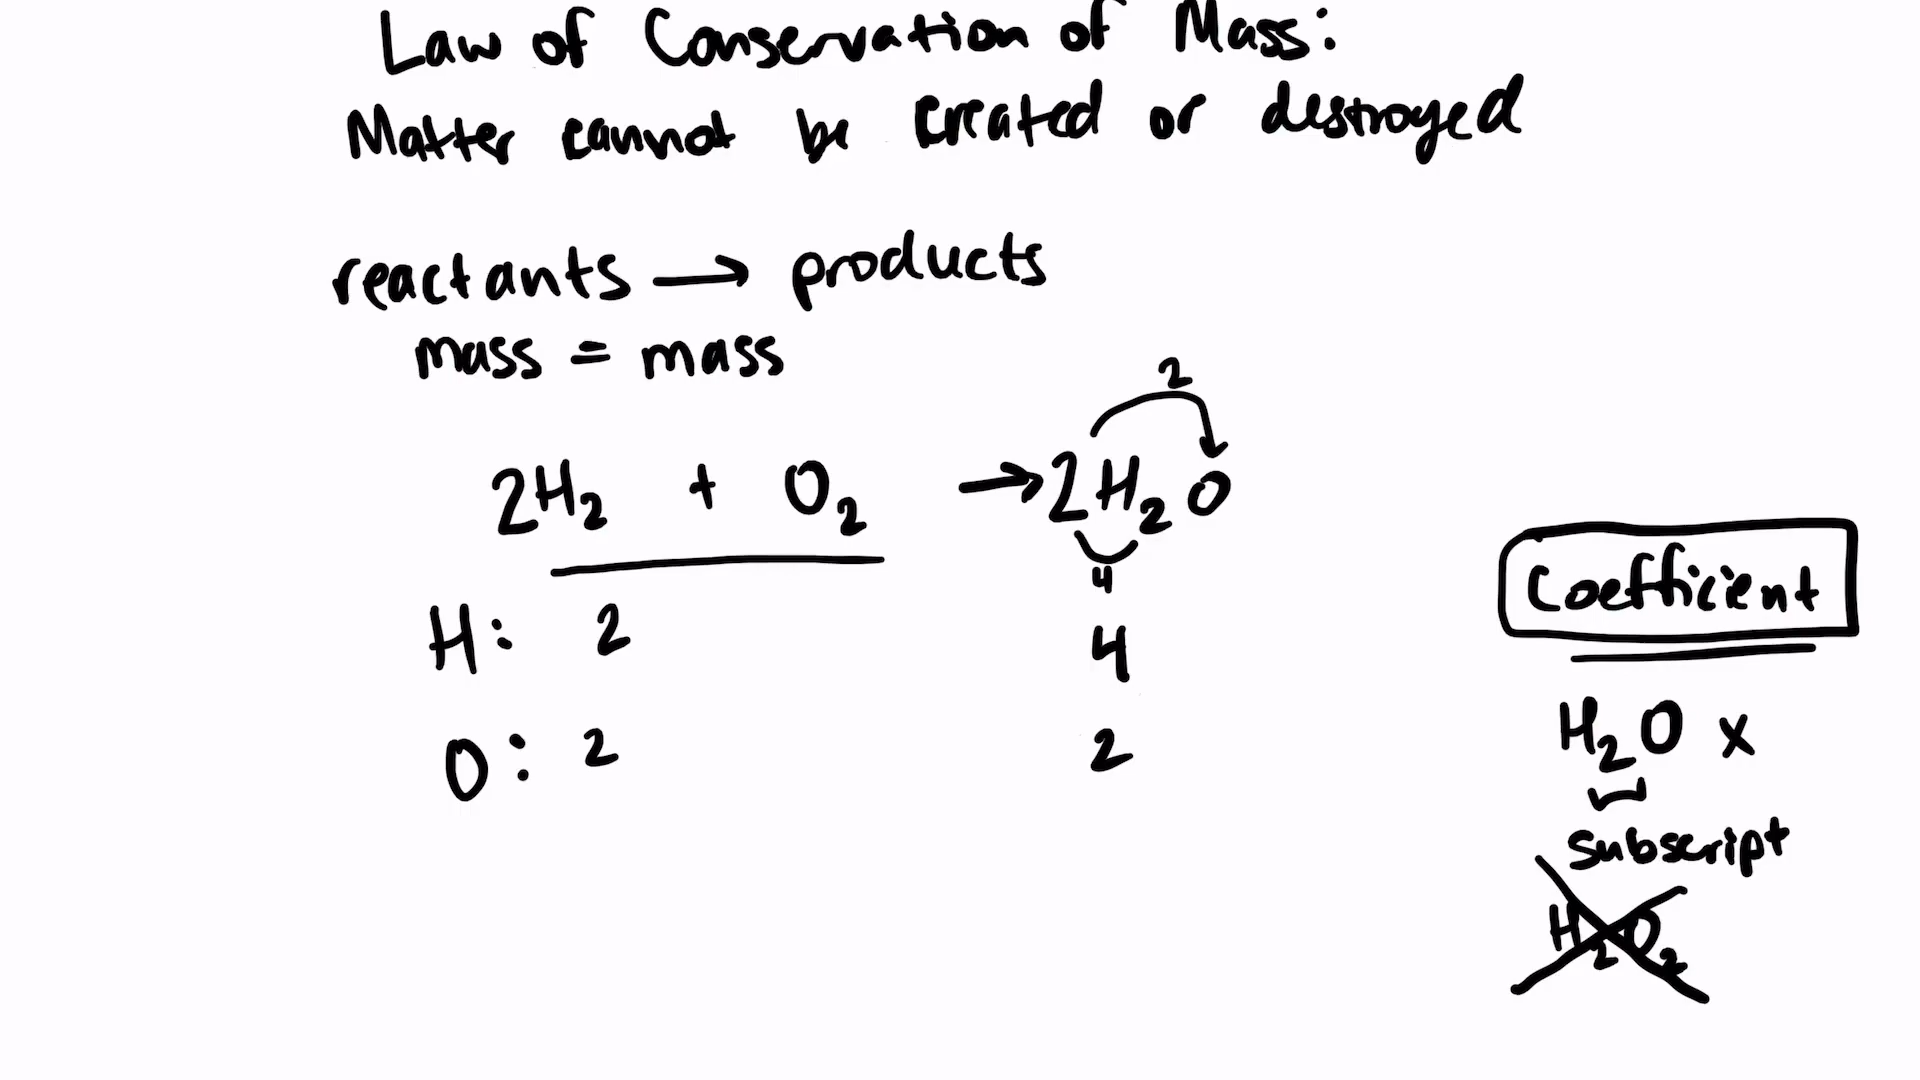 Law of Conservation of Mass:
Matter cannot be created or destroyed
reactants → products
mass = mass
2
2H₂ + O₂ → 2H₂O
4
H: 2 4
O: 2 2
Coefficient
H₂O x
subscript
H₂O₂